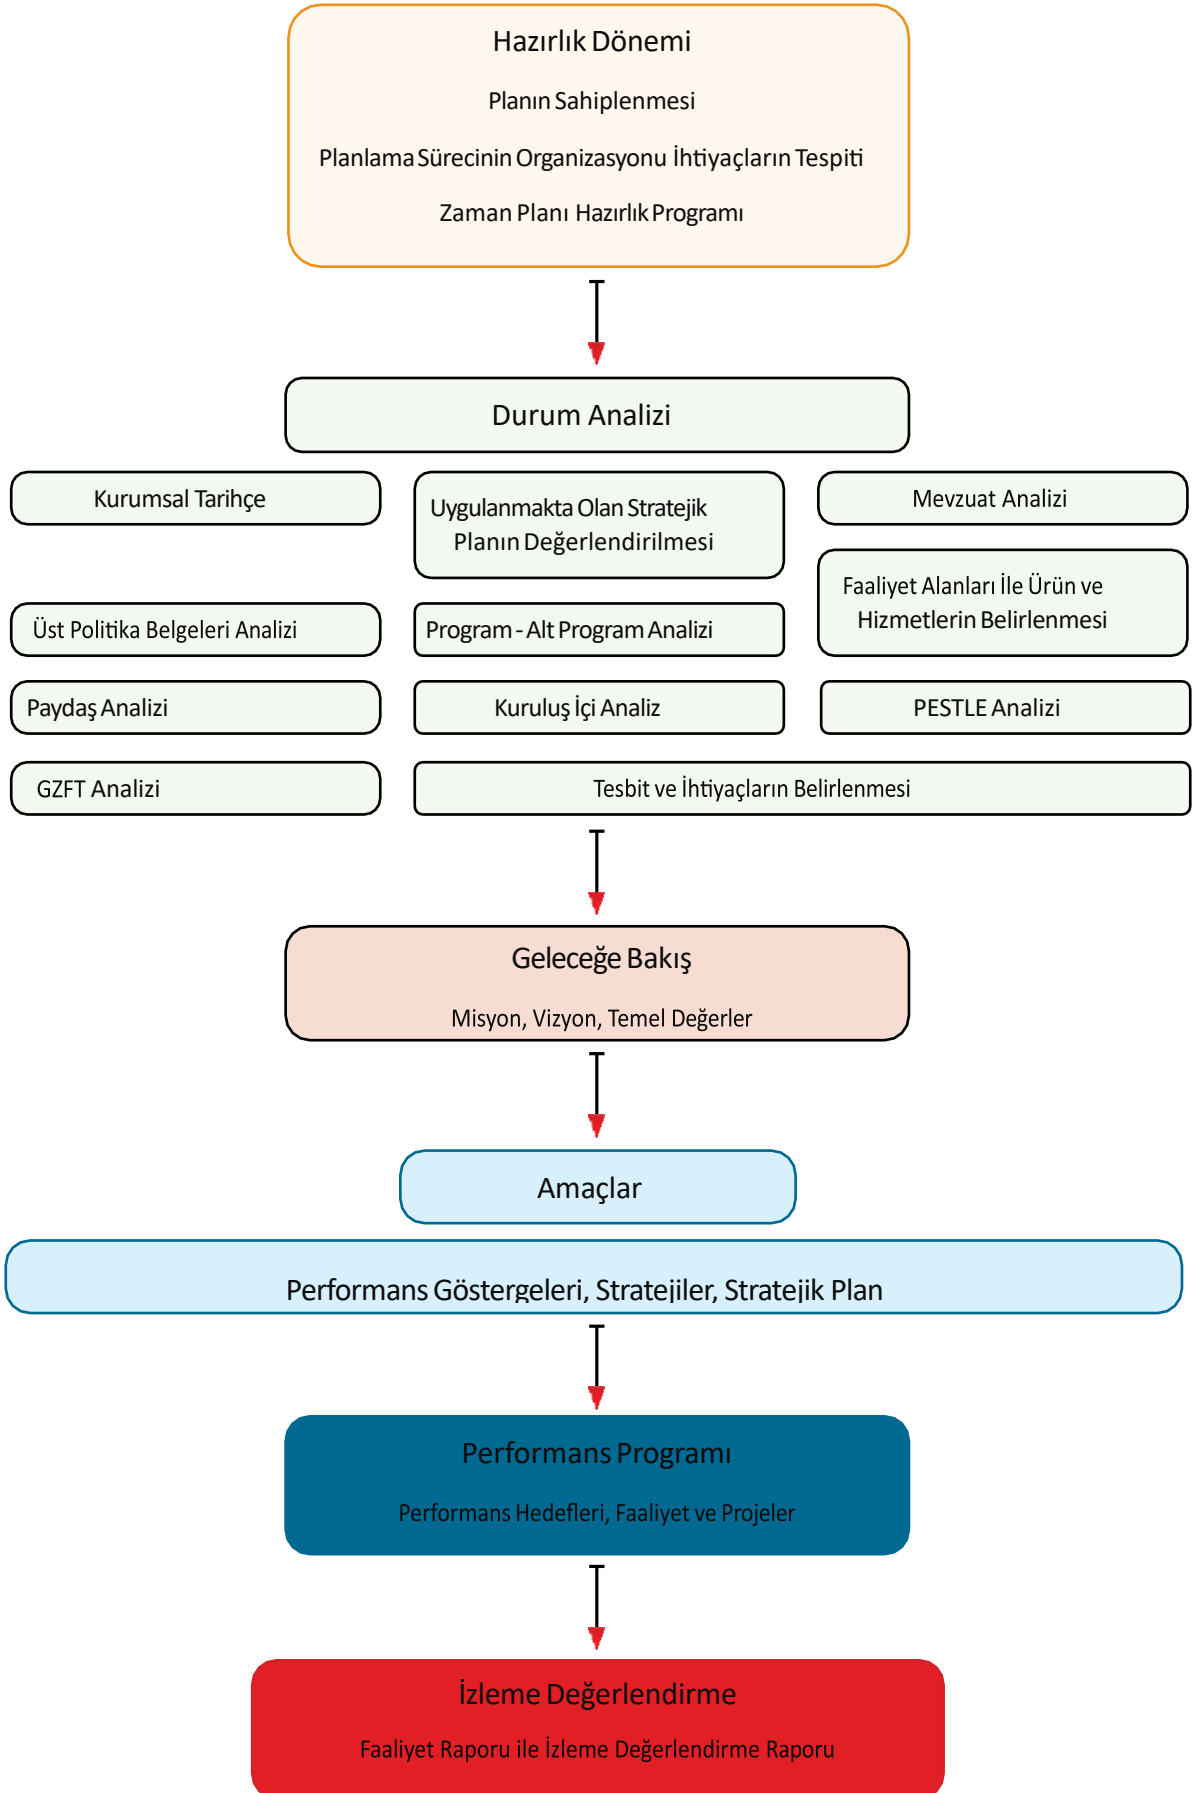 Hazırlık Dönemi
Planın Sahiplenmesi
Planlama Sürecinin Organizasyonu İhtiyaçların Tespiti
Zaman Planı Hazırlık Programı
Durum Analizi
Kurumsal Tarihçe
Uygulanmakta Olan Stratejik
Planın Değerlendirilmesi
Mevzuat Analizi
Faaliyet Alanları İle Ürün ve
Hizmetlerin Belirlenmesi
Üst Politika Belgeleri Analizi
Program - Alt Program Analizi
Paydaş Analizi
Kuruluş İçi Analiz
PESTLE Analizi
GZFT Analizi
Tesbit ve İhtiyaçların Belirlenmesi
Geleceğe Bakış
Misyon, Vizyon, Temel Değerler
Amaçlar
Performans Göstergeleri, Stratejiler, Stratejik Plan
Performans Programı
Performans Hedefleri, Faaliyet ve Projeler
İzleme Değerlendirme
Faaliyet Raporu ile İzleme Değerlendirme Raporu